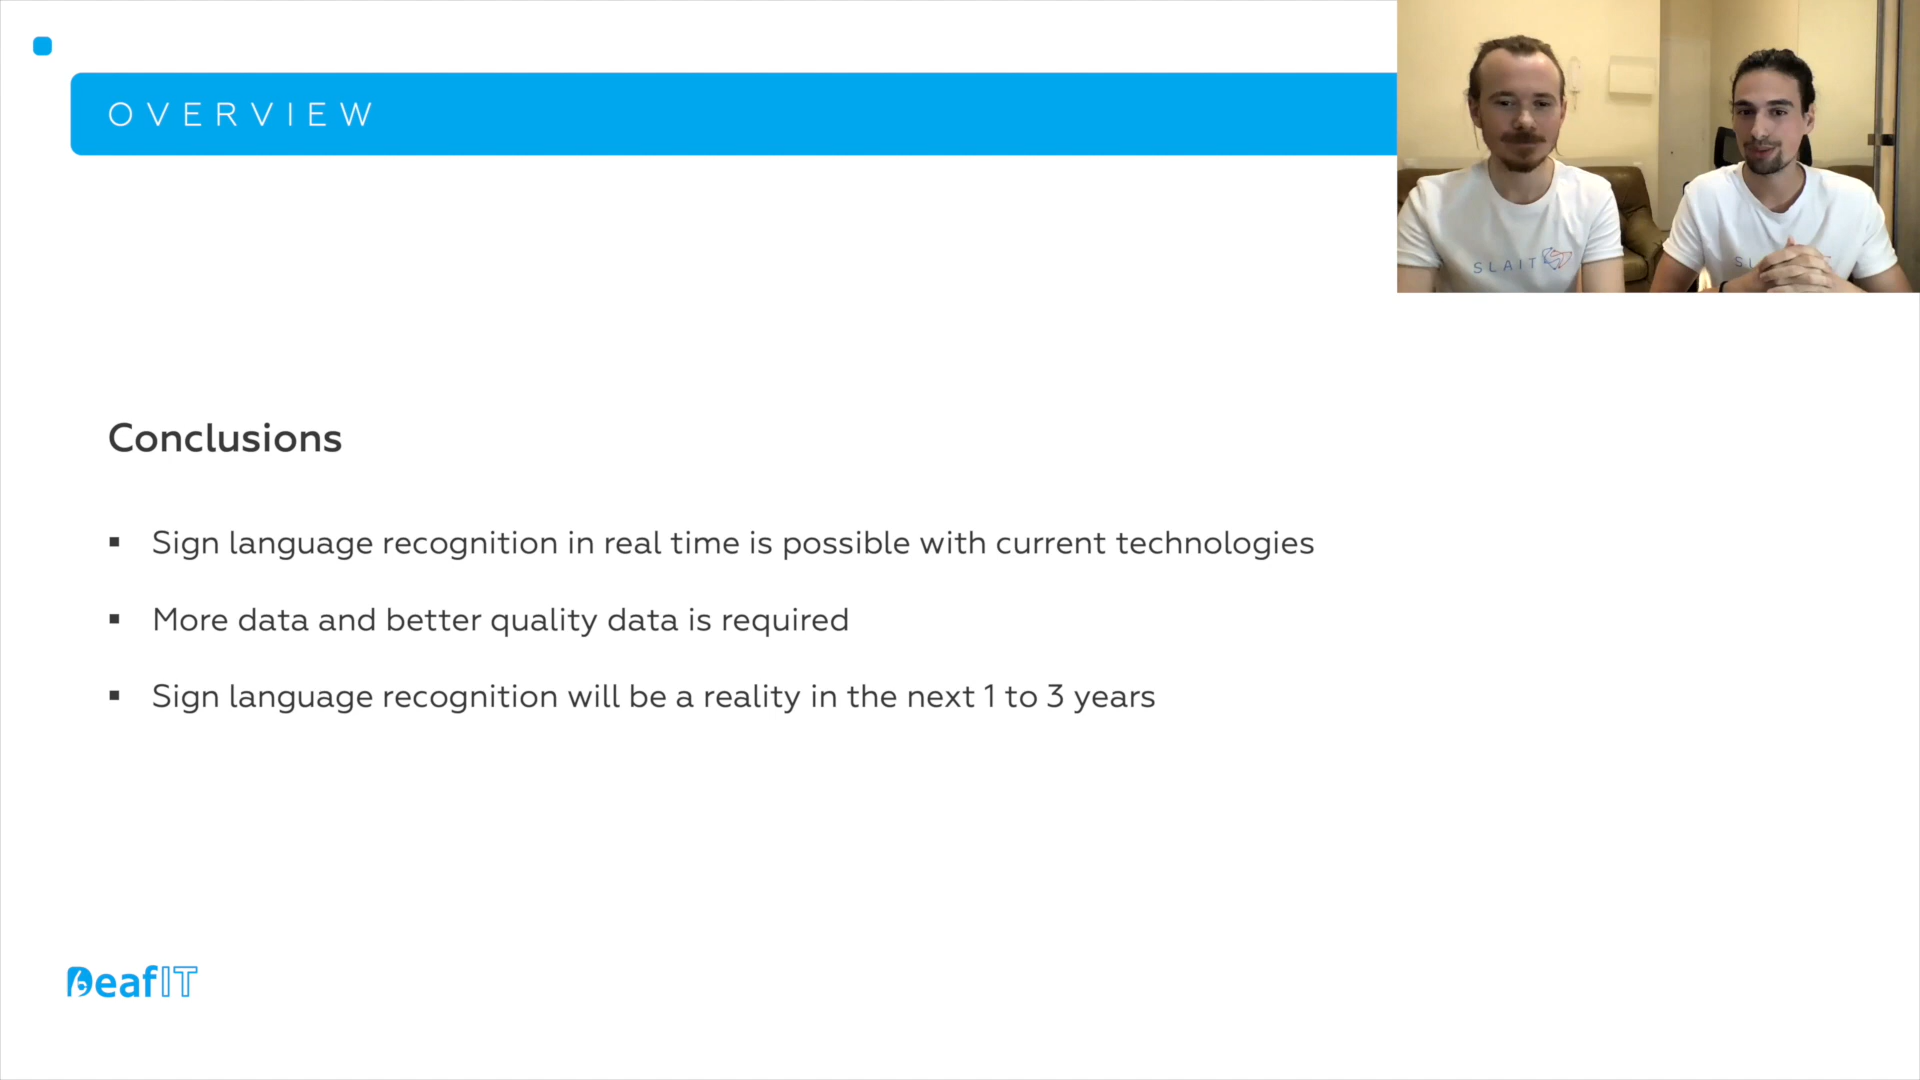 OVERVIEW
SLAIT
Conclusions
▪ Sign language recognition in real time is possible with current technologies
▪ More data and better quality data is required
▪ Sign language recognition will be a reality in the next 1 to 3 years
DeafIT